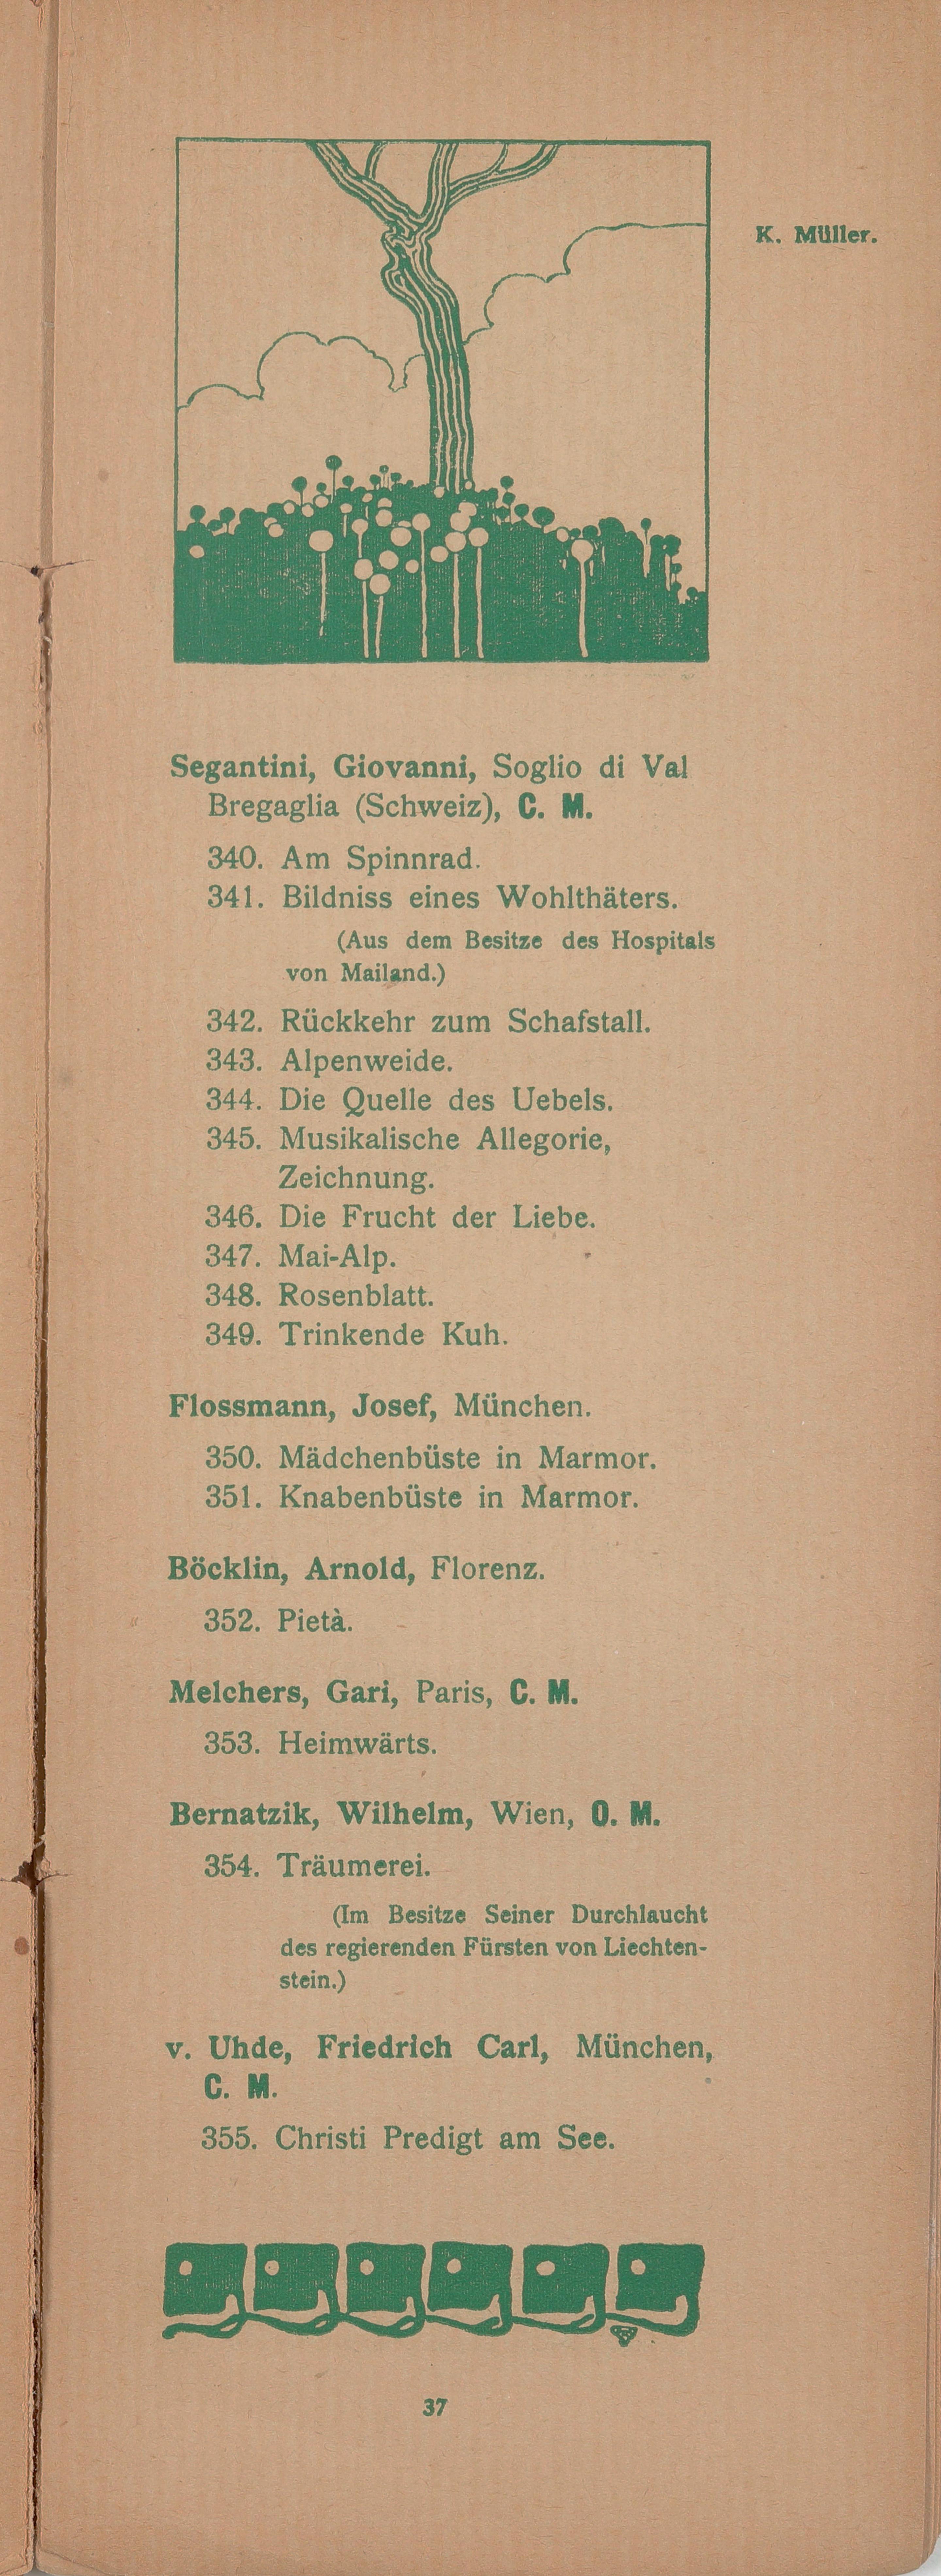 K. Müller.
Segantini, Giovanni, Soglio di Val
Bregaglia (Schweiz), C. M.
340. Am Spinnrad.
341. Bildniss eines Wohlthäters.
(Aus dem Besitze des Hospitals
von Mailand.)
342. Rückkehr zum Schafstall.
343. Alpenweide.
344. Die Quelle des Uebels.
345. Musikalische Allegorie,
Zeichnung.
346. Die Frucht der Liebe.
347. Mai-Alp.
348. Rosenblatt.
349. Trinkende Kuh.
Flossmann, Josef, München.
350. Mädchenbüste in Marmor.
351. Knabenbüste in Marmor.
Böcklin, Arnold, Florenz.
352. Pietà.
Melchers, Gari, Paris, C. M.
353. Heimwärts.
Bernatzik, Wilhelm, Wien, O. M.
354. Träumerei.
(Im Besitze Seiner Durchlaucht
des regierenden Fürsten von Liechten-
stein.)
v. Uhde, Friedrich Carl, München,
C. M.
355. Christi Predigt am See.
37